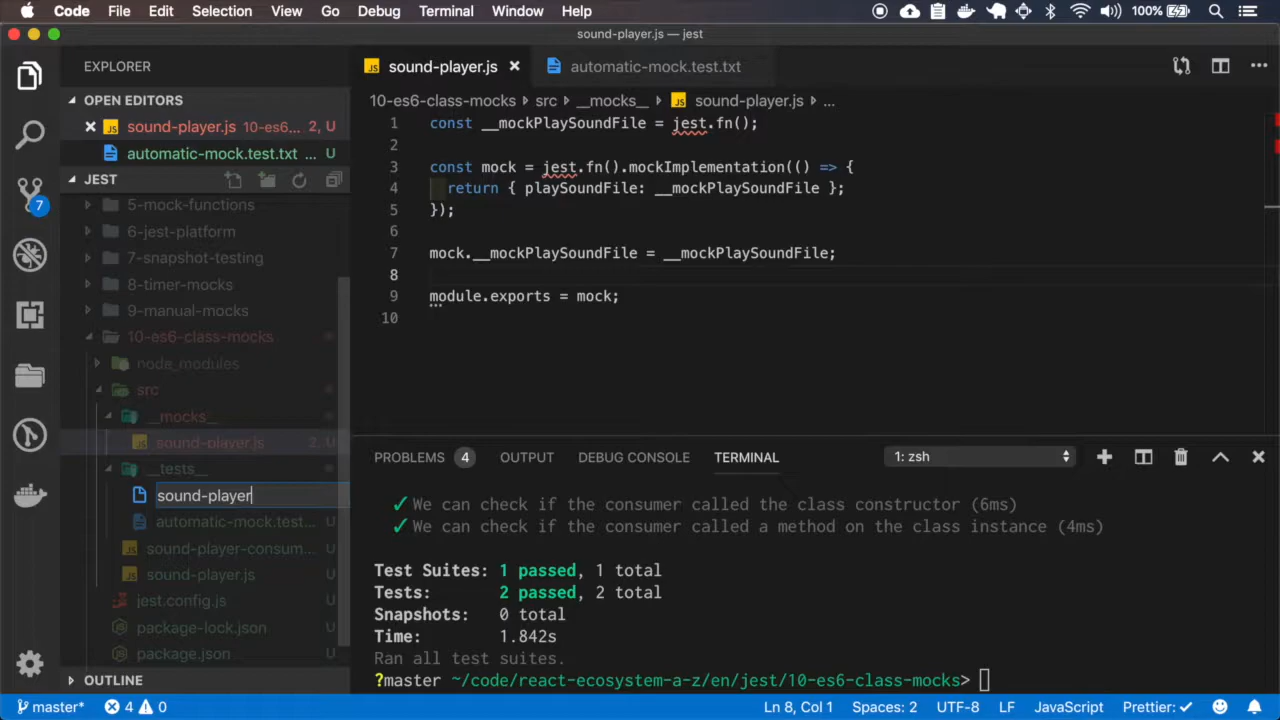 Code File Edit Selection View Go Debug Terminal Window Help 100%
sound-player.js — jest
EXPLORER
OPEN EDITORS
sound-player.js 10-es6... 2, U
automatic-mock.test.txt ... U
JEST
5-mock-functions
6-jest-platform
7-snapshot-testing
8-timer-mocks
9-manual-mocks
10-es6-class-mocks
node_modules
src
__mocks__
sound-player.js 2, U
__tests__
sound-player
automatic-mock.test... U
sound-player-consum... U
sound-player.js U
jest.config.js U
package-lock.json U
package.json U
OUTLINE
7
sound-player.js automatic-mock.test.txt
10-es6-class-mocks src __mocks__ sound-player.js ...
1 const __mockPlaySoundFile = jest.fn();
2
3 const mock = jest.fn().mockImplementation(() => {
4 return { playSoundFile: __mockPlaySoundFile };
5 });
6
7 mock.__mockPlaySoundFile = __mockPlaySoundFile;
8
9 module.exports = mock;
10
PROBLEMS 4 OUTPUT DEBUG CONSOLE TERMINAL 1: zsh
✓We can check if the consumer called the class constructor (6ms)
✓We can check if the consumer called a method on the class instance (4ms)
Test Suites: 1 passed, 1 total
Tests: 2 passed, 2 total
Snapshots: 0 total
Time: 1.842s
Ran all test suites.
?master ~/code/react-ecosystem-a-z/en/jest/10-es6-class-mocks>
master* 4 0 Ln 8, Col 1 Spaces: 2 UTF-8 LF JavaScript Prettier: ✓